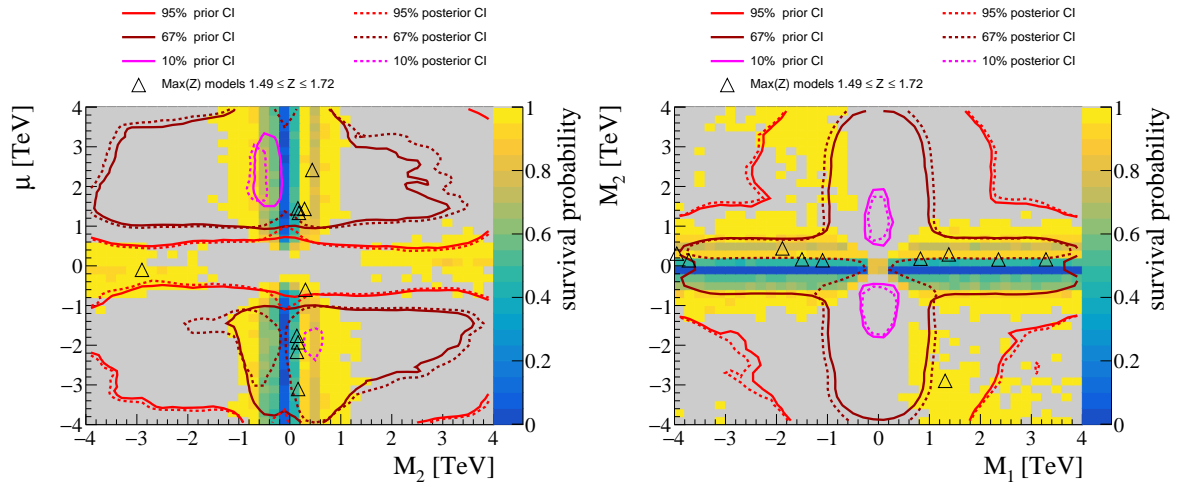 95% prior CI 95% posterior CI
67% prior CI 67% posterior CI
10% prior CI 10% posterior CI
Max(Z) models 1.49 ≤ Z ≤ 1.72
μ [TeV]
4
3
2
1
0
−1
−2
−3
−4
−4 −3 −2 −1 0 1 2 3 4
M2 [TeV]
1
0.8
0.6
0.4
0.2
0
survival probability
95% prior CI 95% posterior CI
67% prior CI 67% posterior CI
10% prior CI 10% posterior CI
Max(Z) models 1.49 ≤ Z ≤ 1.72
M2 [TeV]
4
3
2
1
0
−1
−2
−3
−4
−4 −3 −2 −1 0 1 2 3 4
M1 [TeV]
1
0.8
0.6
0.4
0.2
0
survival probability